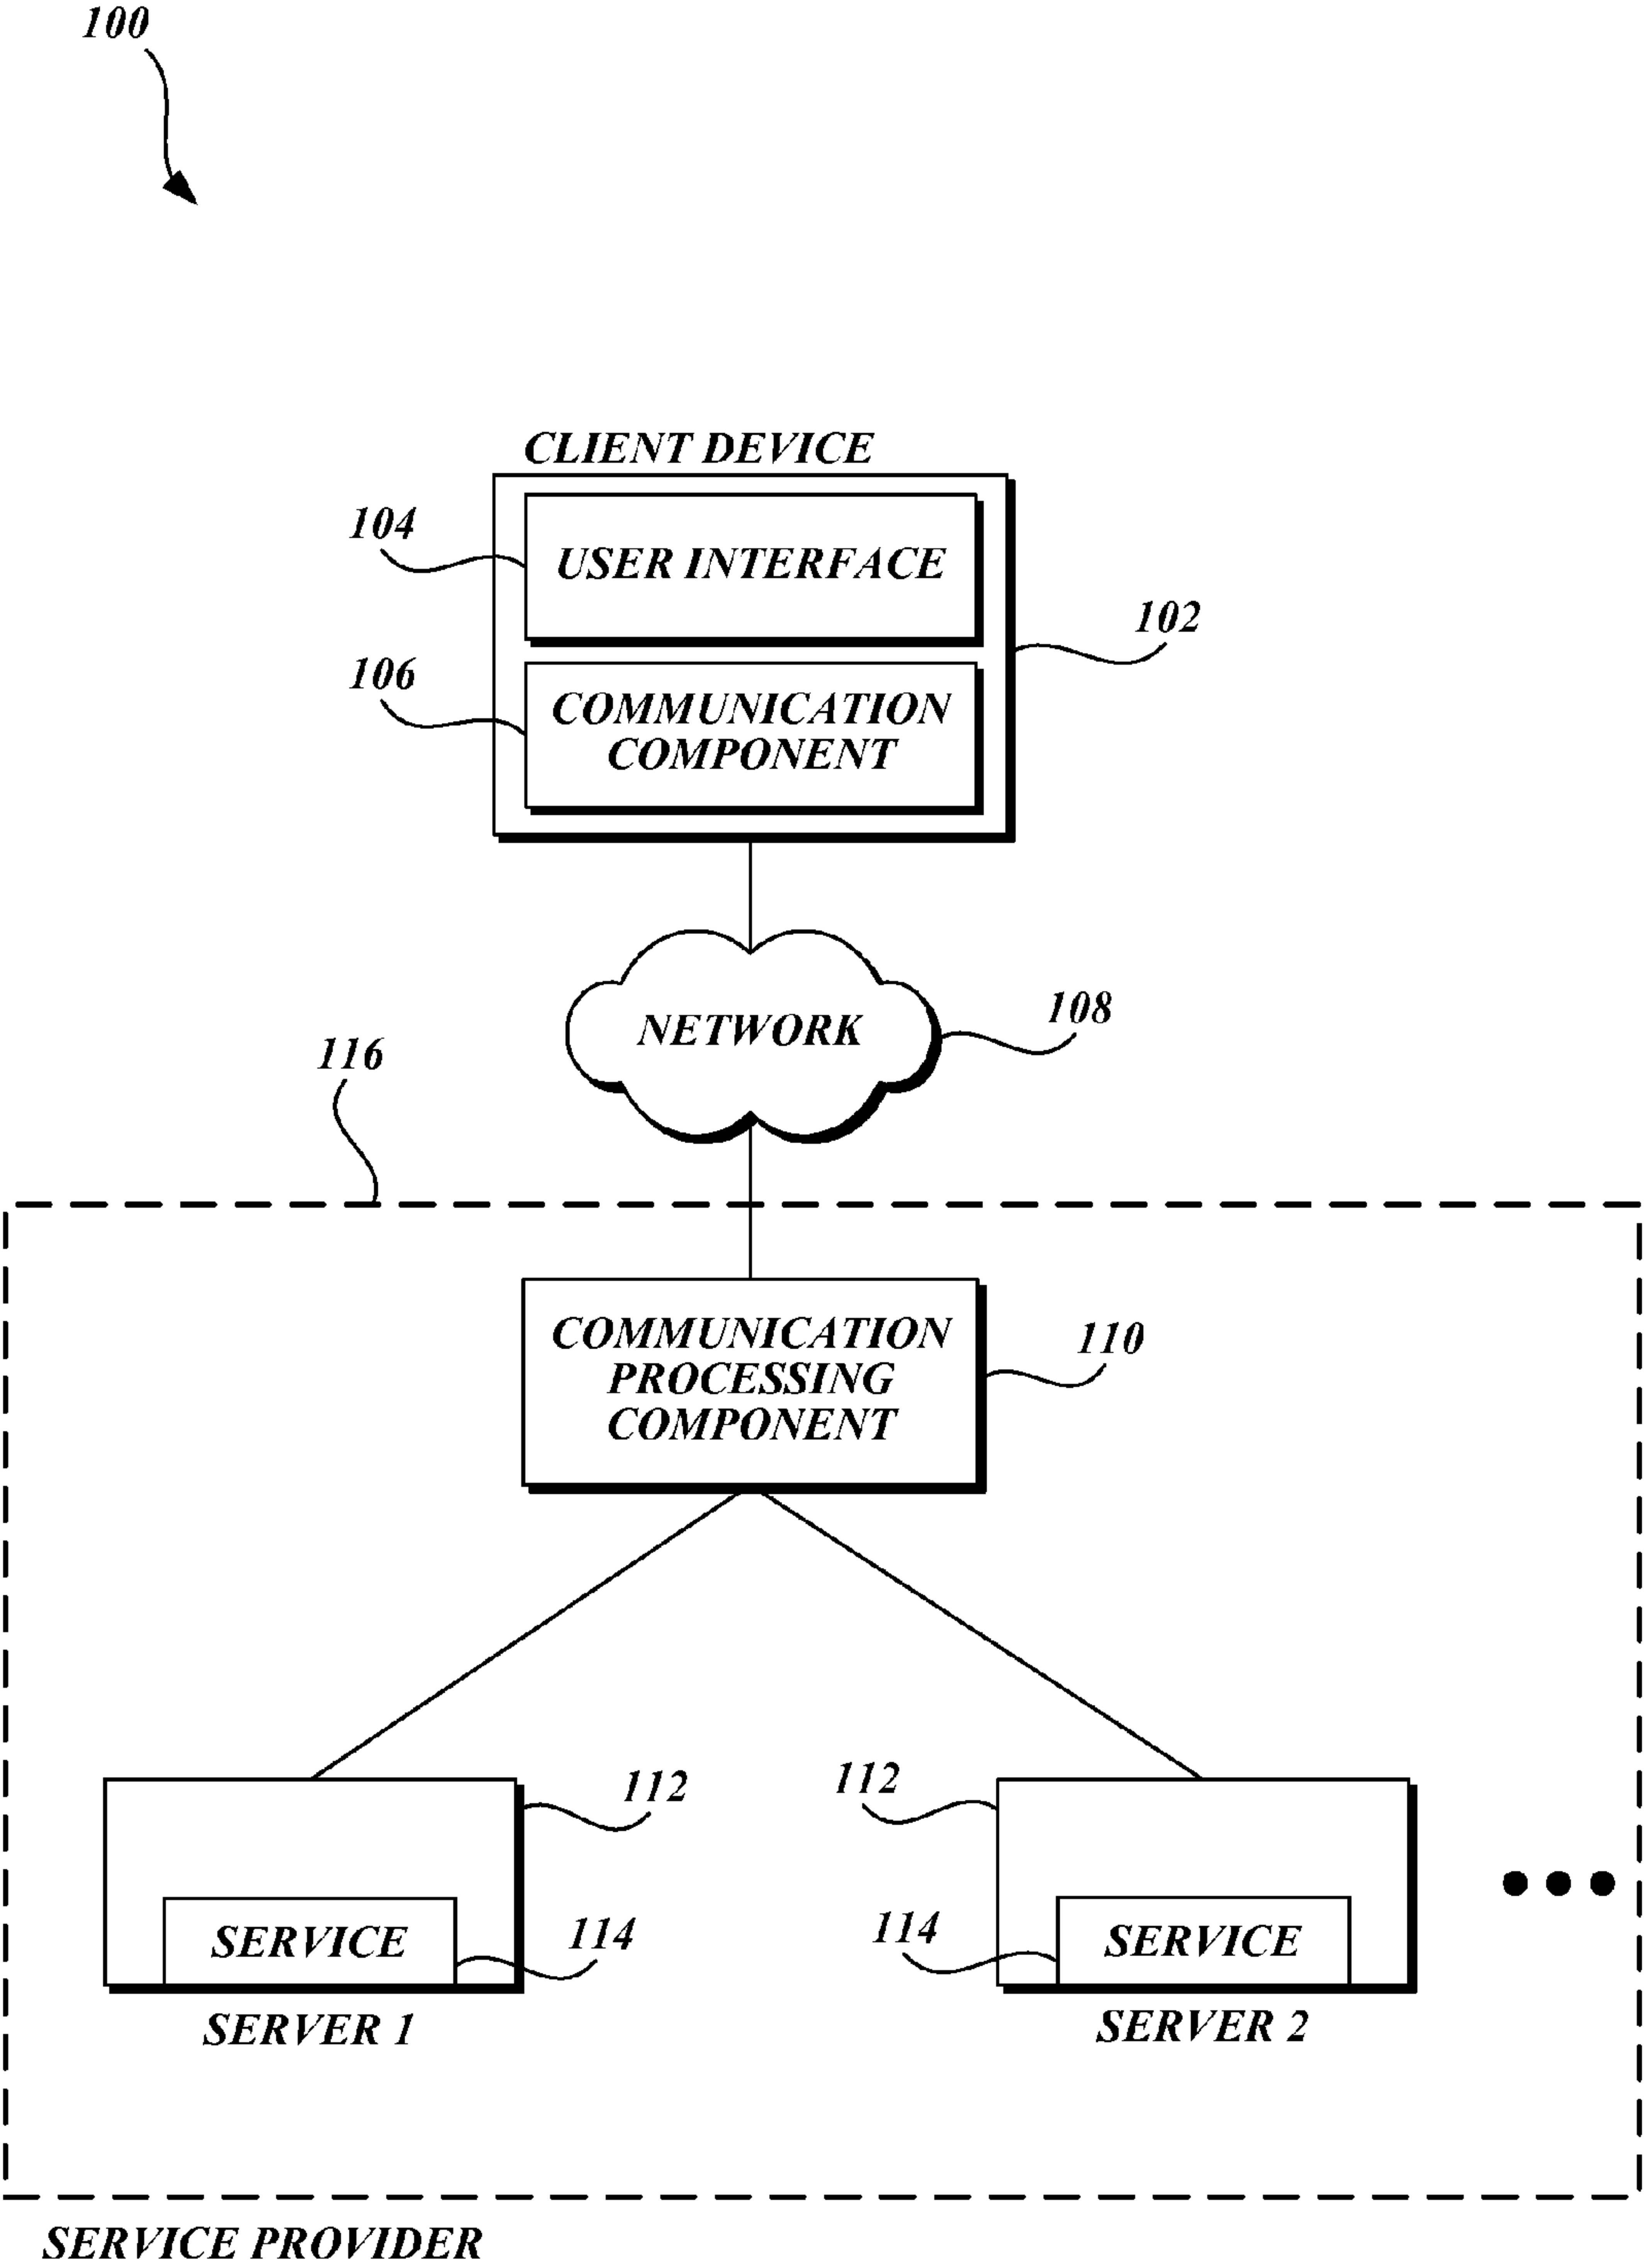 100
CLIENT DEVICE
104
USER INTERFACE
102
106
COMMUNICATION
COMPONENT
NETWORK
108
116
COMMUNICATION
PROCESSING
COMPONENT
110
112
112
SERVICE
114
114
SERVICE
SERVER 1
SERVER 2
SERVICE PROVIDER